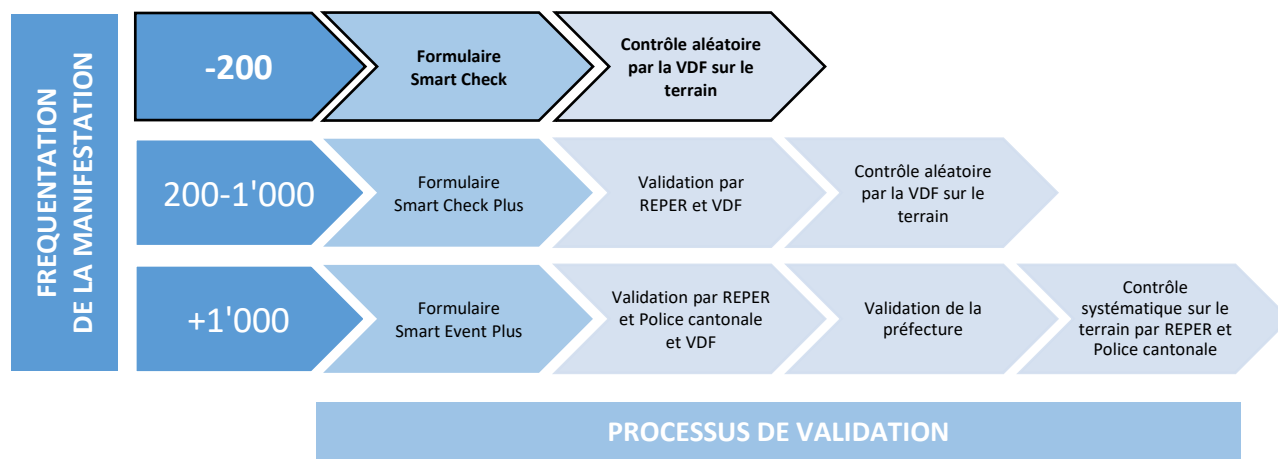 FREQUENTATION
DE LA MANIFESTATION
-200
Formulaire
Smart Check
Contrôle aléatoire
par la VDF sur le
terrain
200-1'000
Formulaire
Smart Check Plus
Validation par
REPER et VDF
Contrôle aléatoire
par la VDF sur le
terrain
+1'000
Formulaire
Smart Event Plus
Validation par REPER
et Police cantonale
et VDF
Validation de la
préfecture
Contrôle
systématique sur le
terrain par REPER et
Police cantonale
PROCESSUS DE VALIDATION